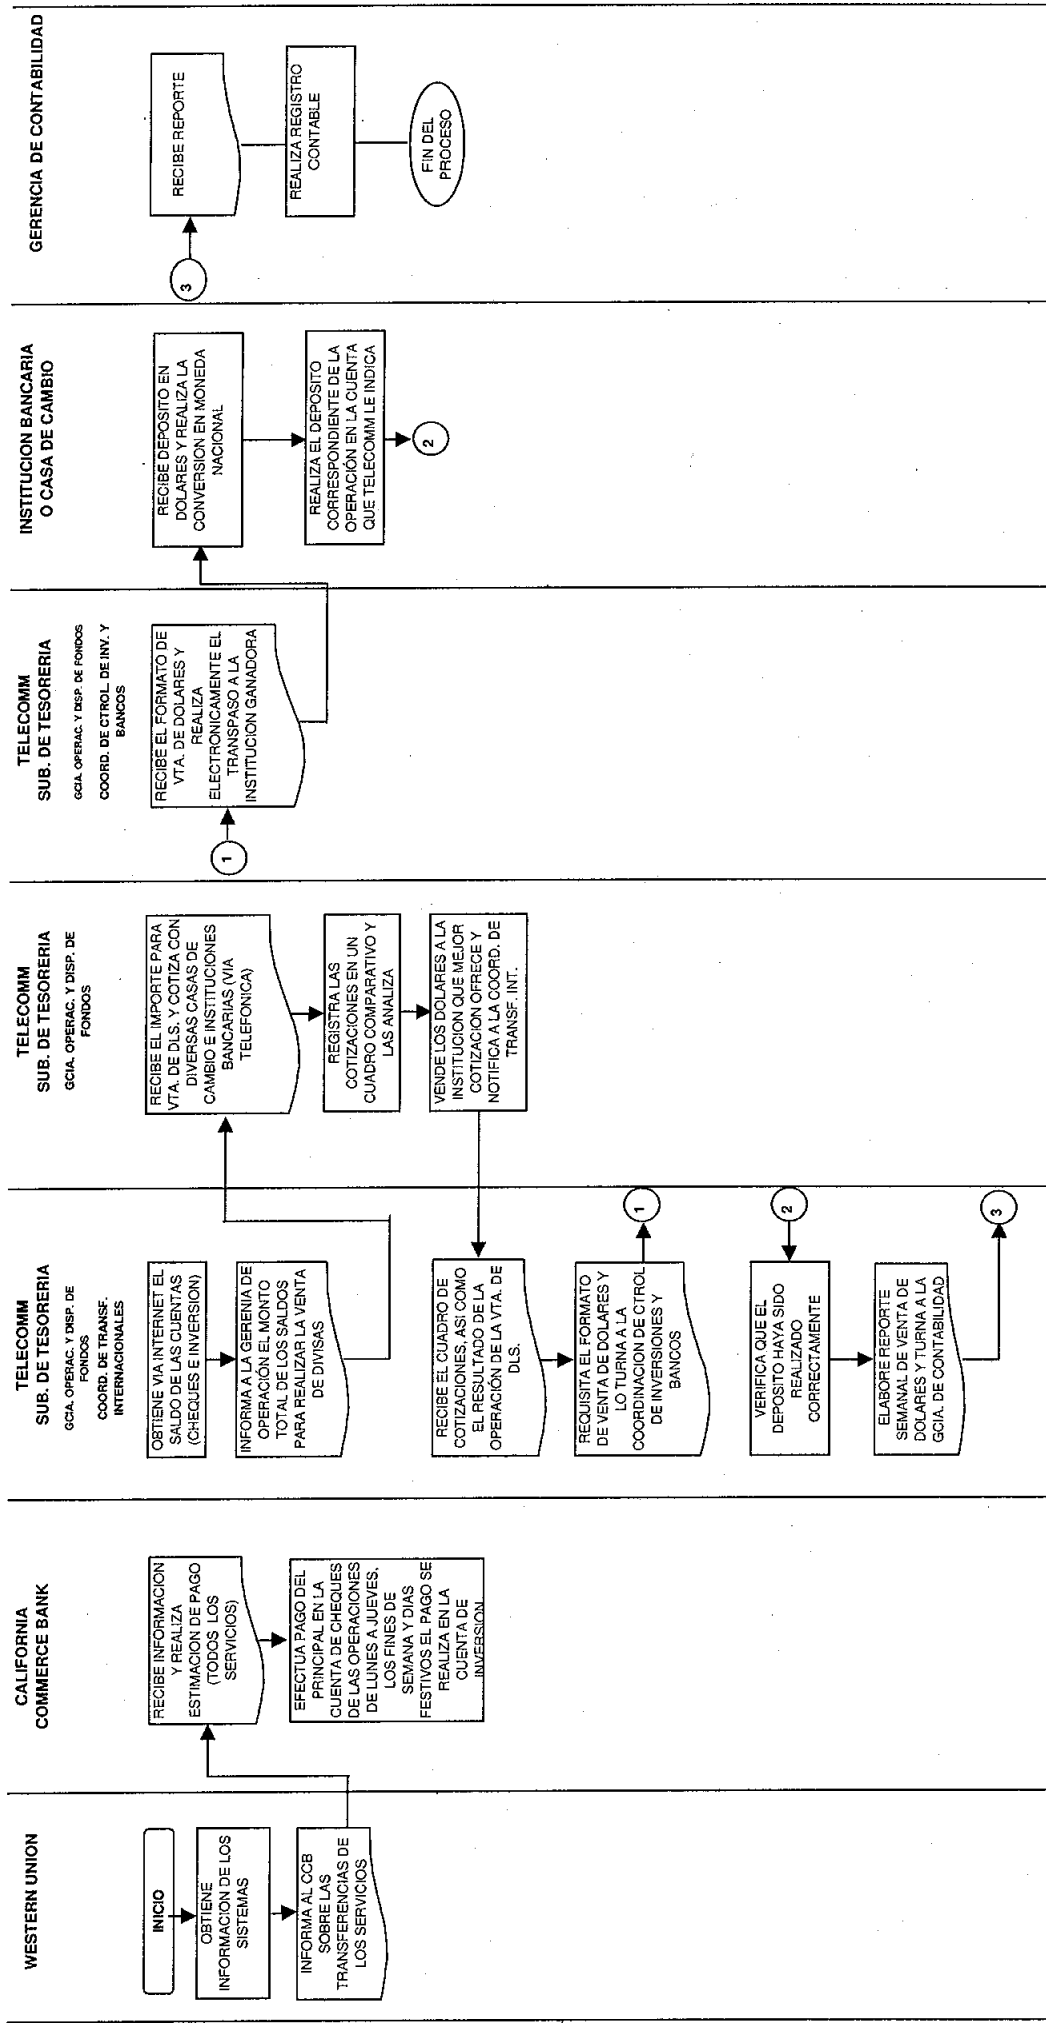 WESTERN UNION
INICIO
OBTIENE
INFORMACION DE LOS
SISTEMAS
INFORMA AL CCB
SOBRE LAS
TRANSFERENCIAS DE
LOS SERVICIOS
CALIFORNIA
COMMERCE BANK
RECIBE INFORMACION
Y REALIZA
ESTIMACION DE PAGO
(TODOS LOS
SERVICIOS)
EFECTUA PAGO DEL
PRINCIPAL EN LA
CUENTA DE CHEQUES
DE LAS OPERACIONES
DE LUNES A JUEVES,
LOS FINES DE
SEMANA Y DIAS
FESTIVOS EL PAGO SE
REALIZA EN LA
CUENTA DE
INVERSION
TELECOMM
SUB. DE TESORERIA
GCIA. OPERAC. Y DISP. DE
FONDOS
COORD. DE TRANSF.
INTERNACIONALES
OBTIENE VIA INTERNET EL
SALDO DE LAS CUENTAS
(CHEQUES E INVERSION)
INFORMA A LA GERENIA DE
OPERACIÓN EL MONTO
TOTAL DE LOS SALDOS
PARA REALIZAR LA VENTA
DE DIVISAS
RECIBE EL CUADRO DE
COTIZACIONES, ASI COMO
EL RESULTADO DE LA
OPERACIÓN DE LA VTA. DE
DLS.
REQUISITA EL FORMATO
DE VENTA DE DOLARES Y
LO TURNA A LA
COORDINACION DE CTROL
DE INVERSIONES Y
BANCOS
1
VERIFICA QUE EL
DEPOSITO HAYA SIDO
REALIZADO
CORRECTAMENTE
2
ELABORE REPORTE
SEMANAL DE VENTA DE
DOLARES Y TURNA A LA
GCIA. DE CONTABILIDAD
3
TELECOMM
SUB. DE TESORERIA
GCIA. OPERAC. Y DISP. DE
FONDOS
RECIBE EL IMPORTE PARA
VTA. DE DLS. Y COTIZA CON
DIVERSAS CASAS DE
CAMBIO E INSTITUCIONES
BANCARIAS (VIA
TELEFONICA)
REGISTRA LAS
COTIZACIONES EN UN
CUADRO COMPARATIVO Y
LAS ANALIZA
VENDE LOS DOLARES A LA
INSTITUCION QUE MEJOR
COTIZACION OFRECE Y
NOTIFICA A LA COORD. DE
TRANSF. INT.
TELECOMM
SUB. DE TESORERIA
GCIA. OPERAC. Y DISP. DE FONDOS
COORD. DE CTROL. DE INV. Y
BANCOS
1
RECIBE EL FORMATO DE
VTA. DE DOLARES Y
REALIZA
ELECTRONICAMENTE EL
TRANSPASO A LA
INSTITUCION GANADORA
INSTITUCION BANCARIA
O CASA DE CAMBIO
RECIBE DEPOSITO EN
DOLARES Y REALIZA LA
CONVERSION EN MONEDA
NACIONAL
REALIZA EL DEPOSITO
CORRESPONDIENTE DE LA
OPERACIÓN EN LA CUENTA
QUE TELECOMM LE INDICA
2
GERENCIA DE CONTABILIDAD
3
RECIBE REPORTE
REALIZA REGISTRO
CONTABLE
FIN DEL
PROCESO